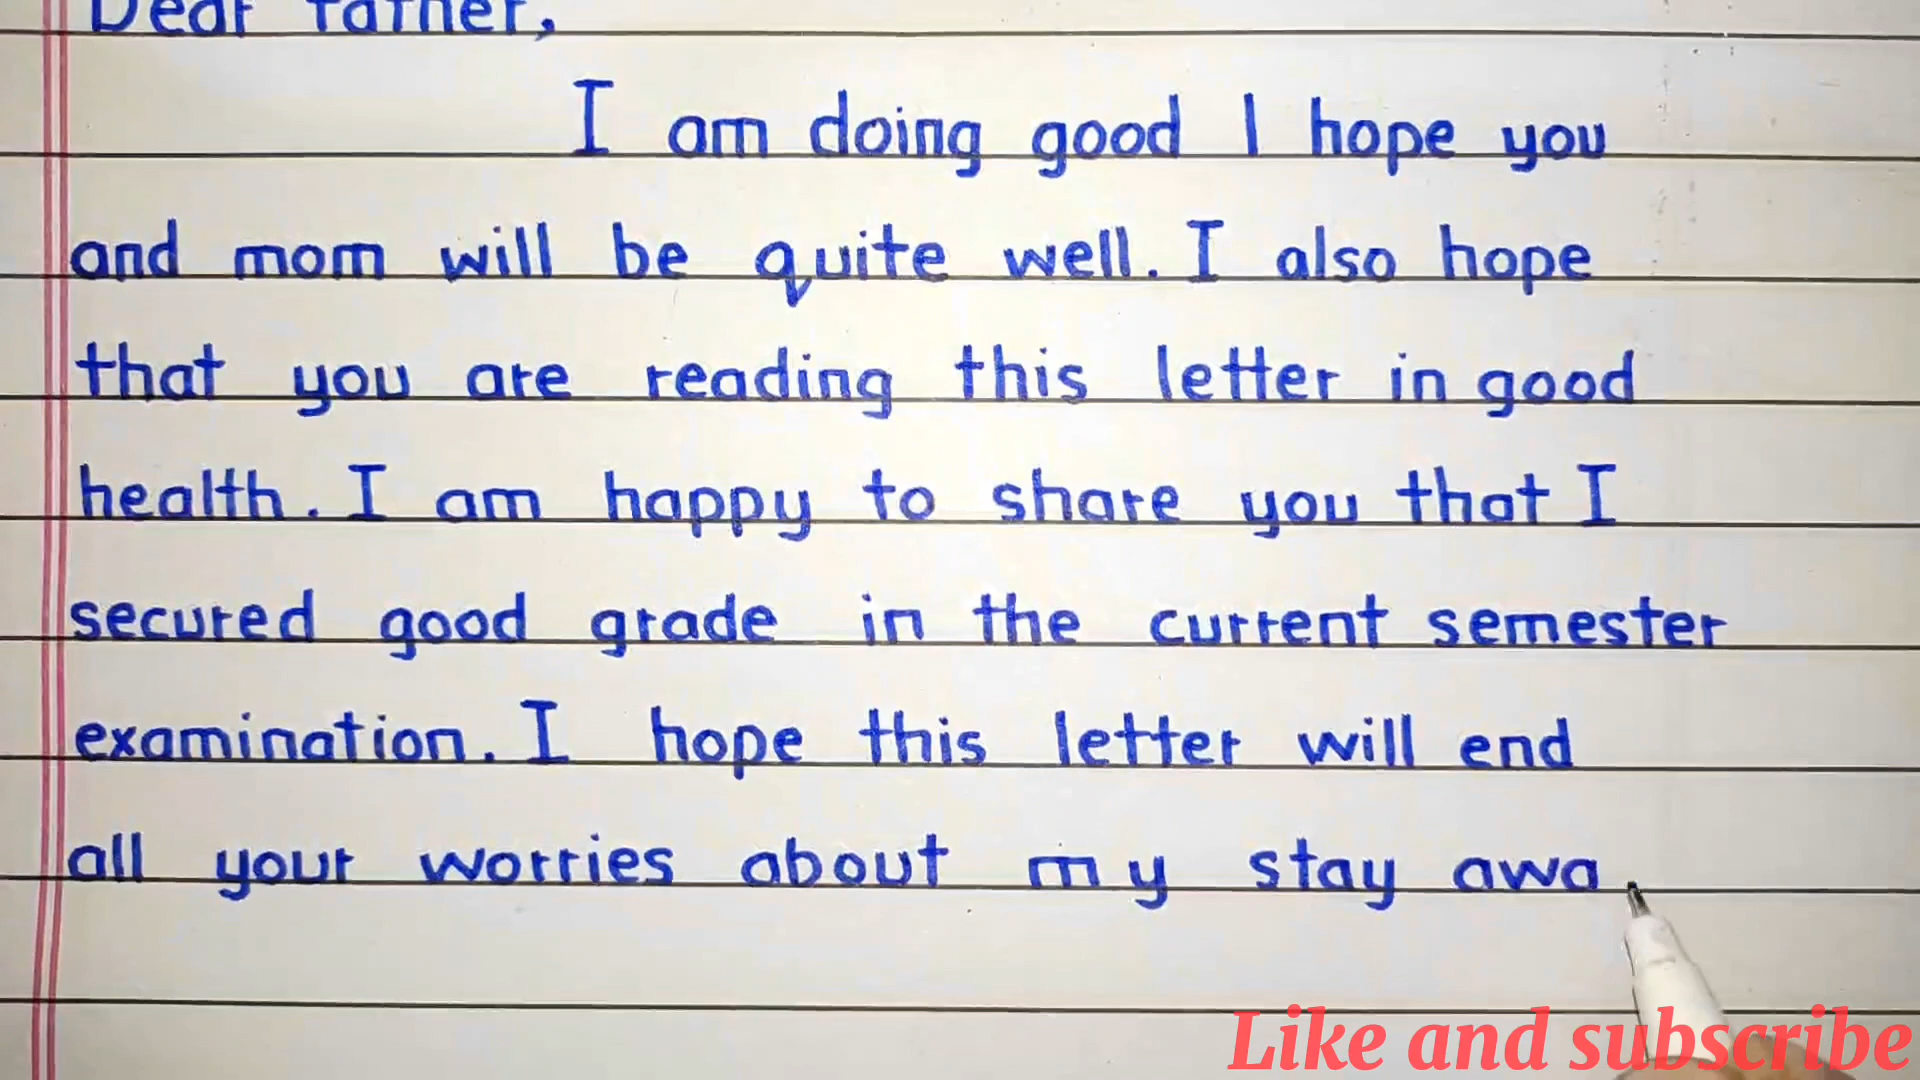 Dear father,
I am doing good I hope you
and mom will be quite well. I also hope
that you are reading this letter in good
health. I am happy to share you that I
secured good grade in the current semester
examination. I hope this letter will end
all your worries about my stay awa
Like and subscribe